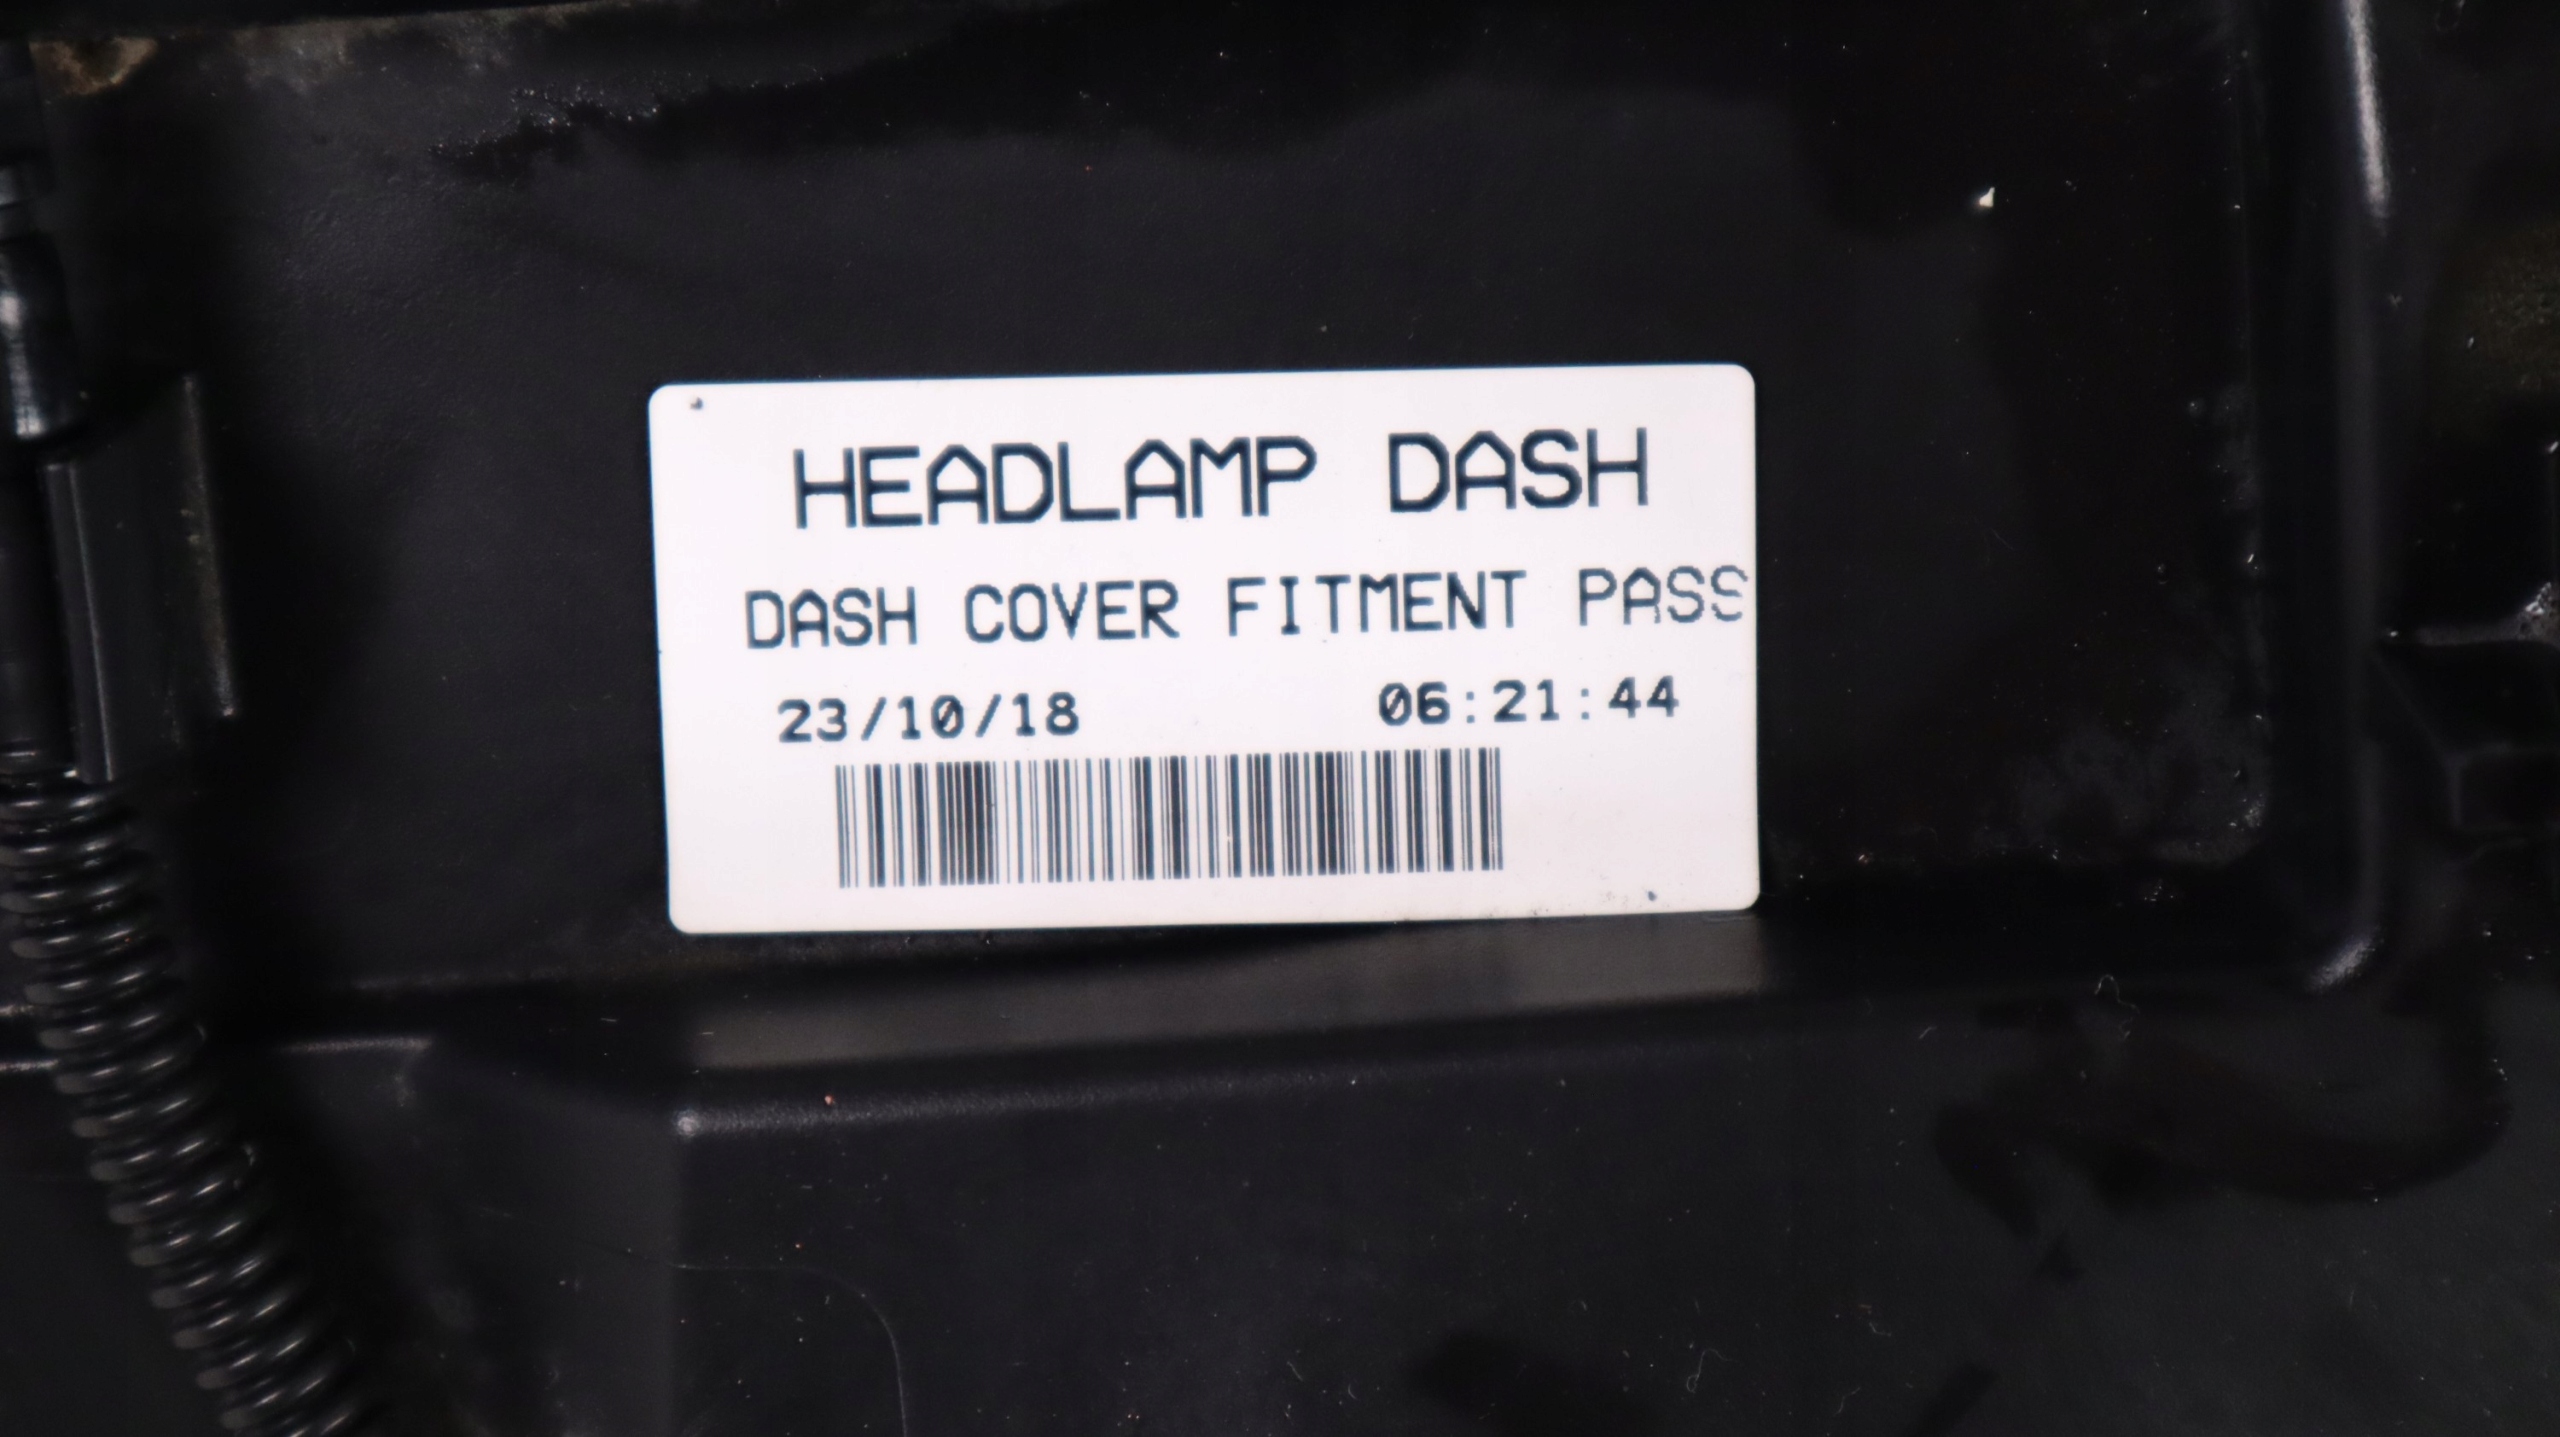 HEADLAMP DASH
DASH COVER FITMENT PASS
23/10/18 06:21:44